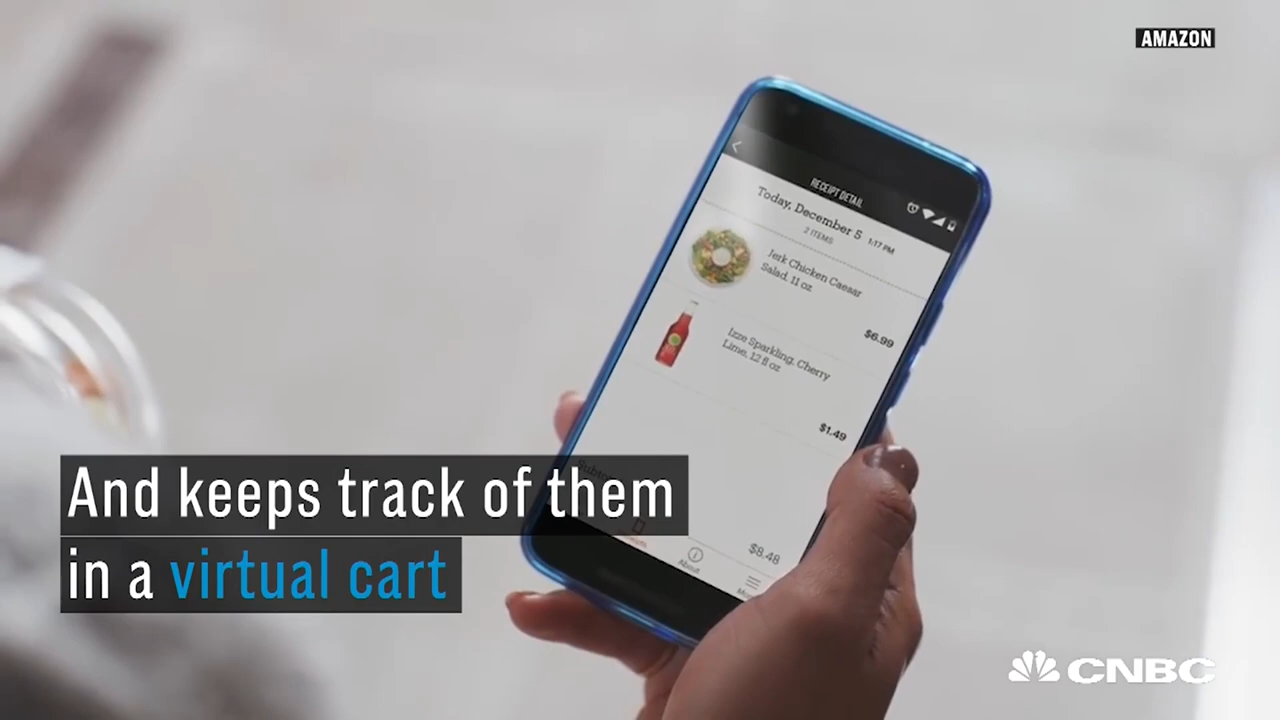 AMAZON
RECEIPT DETAIL
Today, December 5 1:17 PM
2 ITEMS
Jerk Chicken Caesar
Salad, 11 oz
$6.99
Izze Sparkling, Cherry
Lime, 12 fl oz
$1.49
$8.48
About
And keeps track of them
in a virtual cart
CNBC